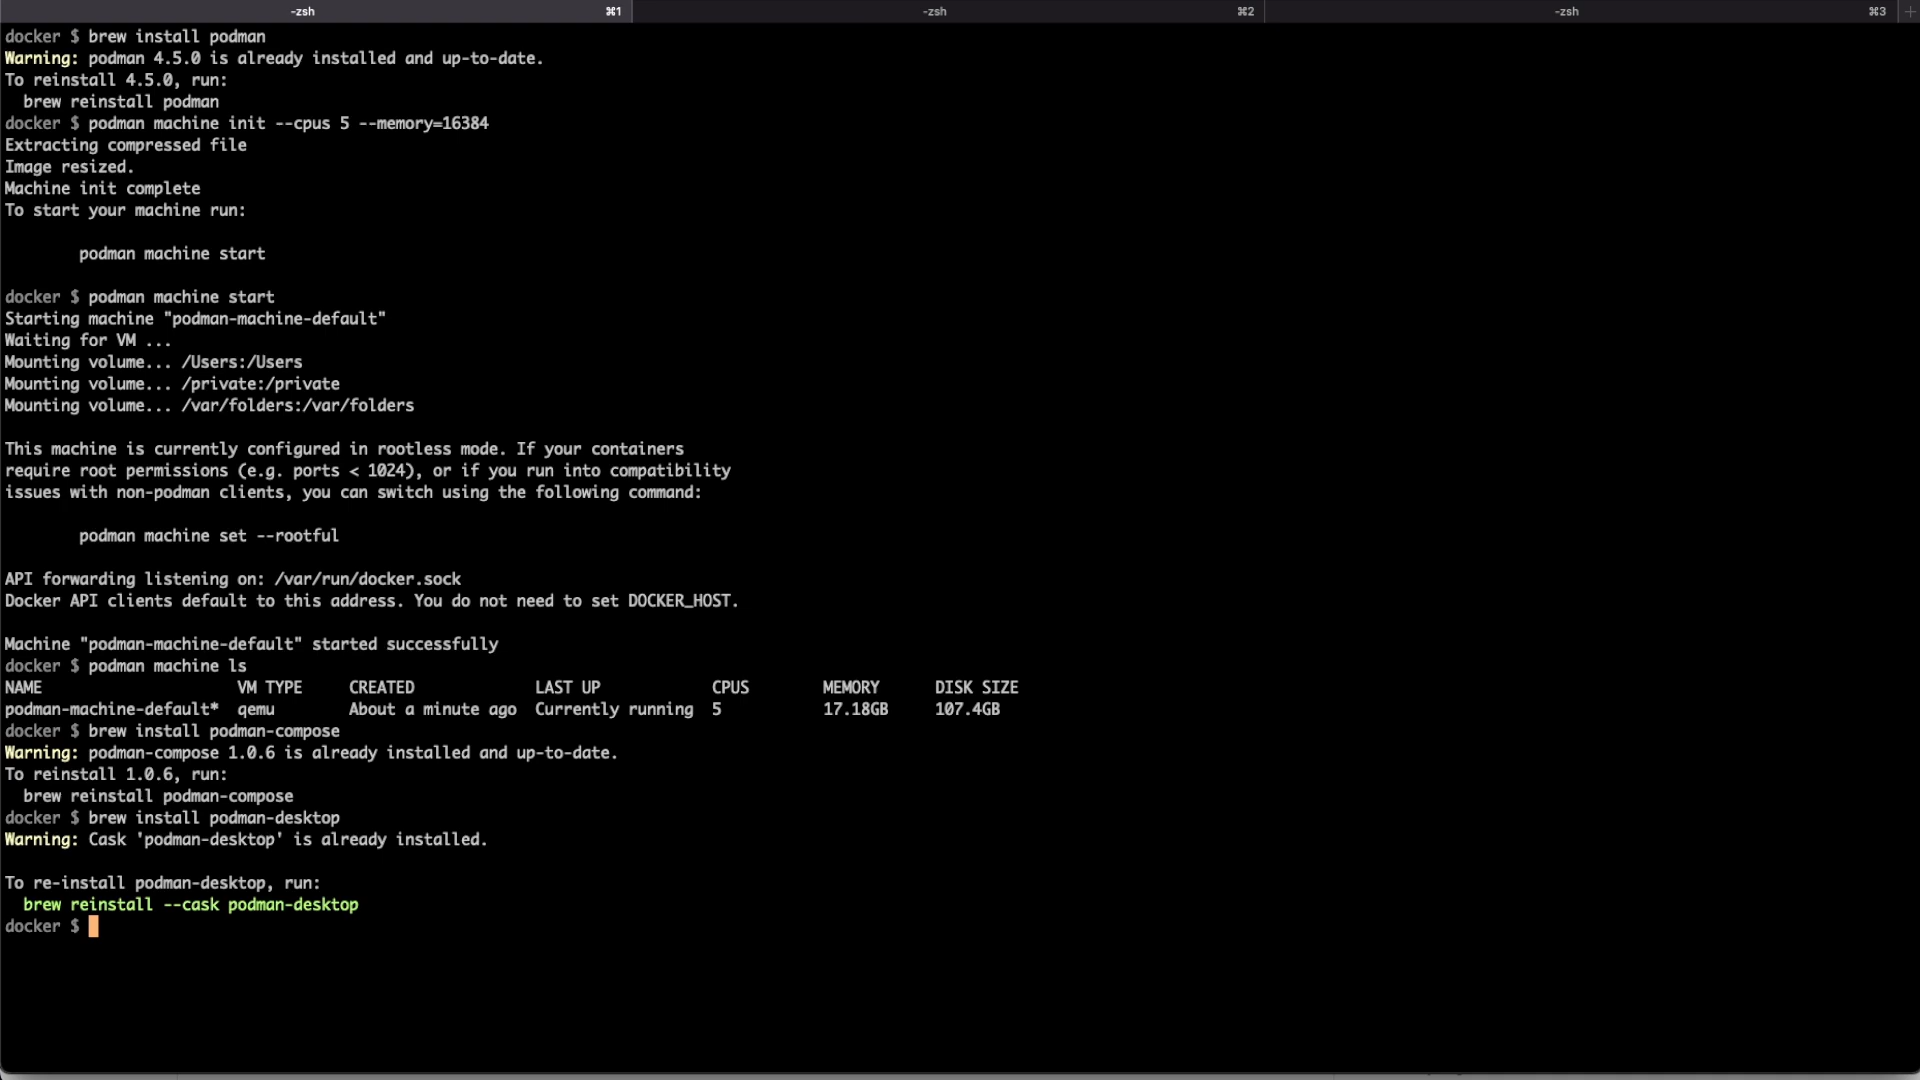 -zsh ⌘1 -zsh ⌘2 -zsh ⌘3 +
docker $ brew install podman
Warning: podman 4.5.0 is already installed and up-to-date.
To reinstall 4.5.0, run:
  brew reinstall podman
docker $ podman machine init --cpus 5 --memory=16384
Extracting compressed file
Image resized.
Machine init complete
To start your machine run:

        podman machine start

docker $ podman machine start
Starting machine "podman-machine-default"
Waiting for VM ...
Mounting volume... /Users:/Users
Mounting volume... /private:/private
Mounting volume... /var/folders:/var/folders

This machine is currently configured in rootless mode. If your containers
require root permissions (e.g. ports < 1024), or if you run into compatibility
issues with non-podman clients, you can switch using the following command:

        podman machine set --rootful

API forwarding listening on: /var/run/docker.sock
Docker API clients default to this address. You do not need to set DOCKER_HOST.

Machine "podman-machine-default" started successfully
docker $ podman machine ls
NAME                     VM TYPE     CREATED             LAST UP            CPUS        MEMORY      DISK SIZE
podman-machine-default*  qemu        About a minute ago  Currently running  5           17.18GB     107.4GB
docker $ brew install podman-compose
Warning: podman-compose 1.0.6 is already installed and up-to-date.
To reinstall 1.0.6, run:
  brew reinstall podman-compose
docker $ brew install podman-desktop
Warning: Cask 'podman-desktop' is already installed.

To re-install podman-desktop, run:
  brew reinstall --cask podman-desktop
docker $